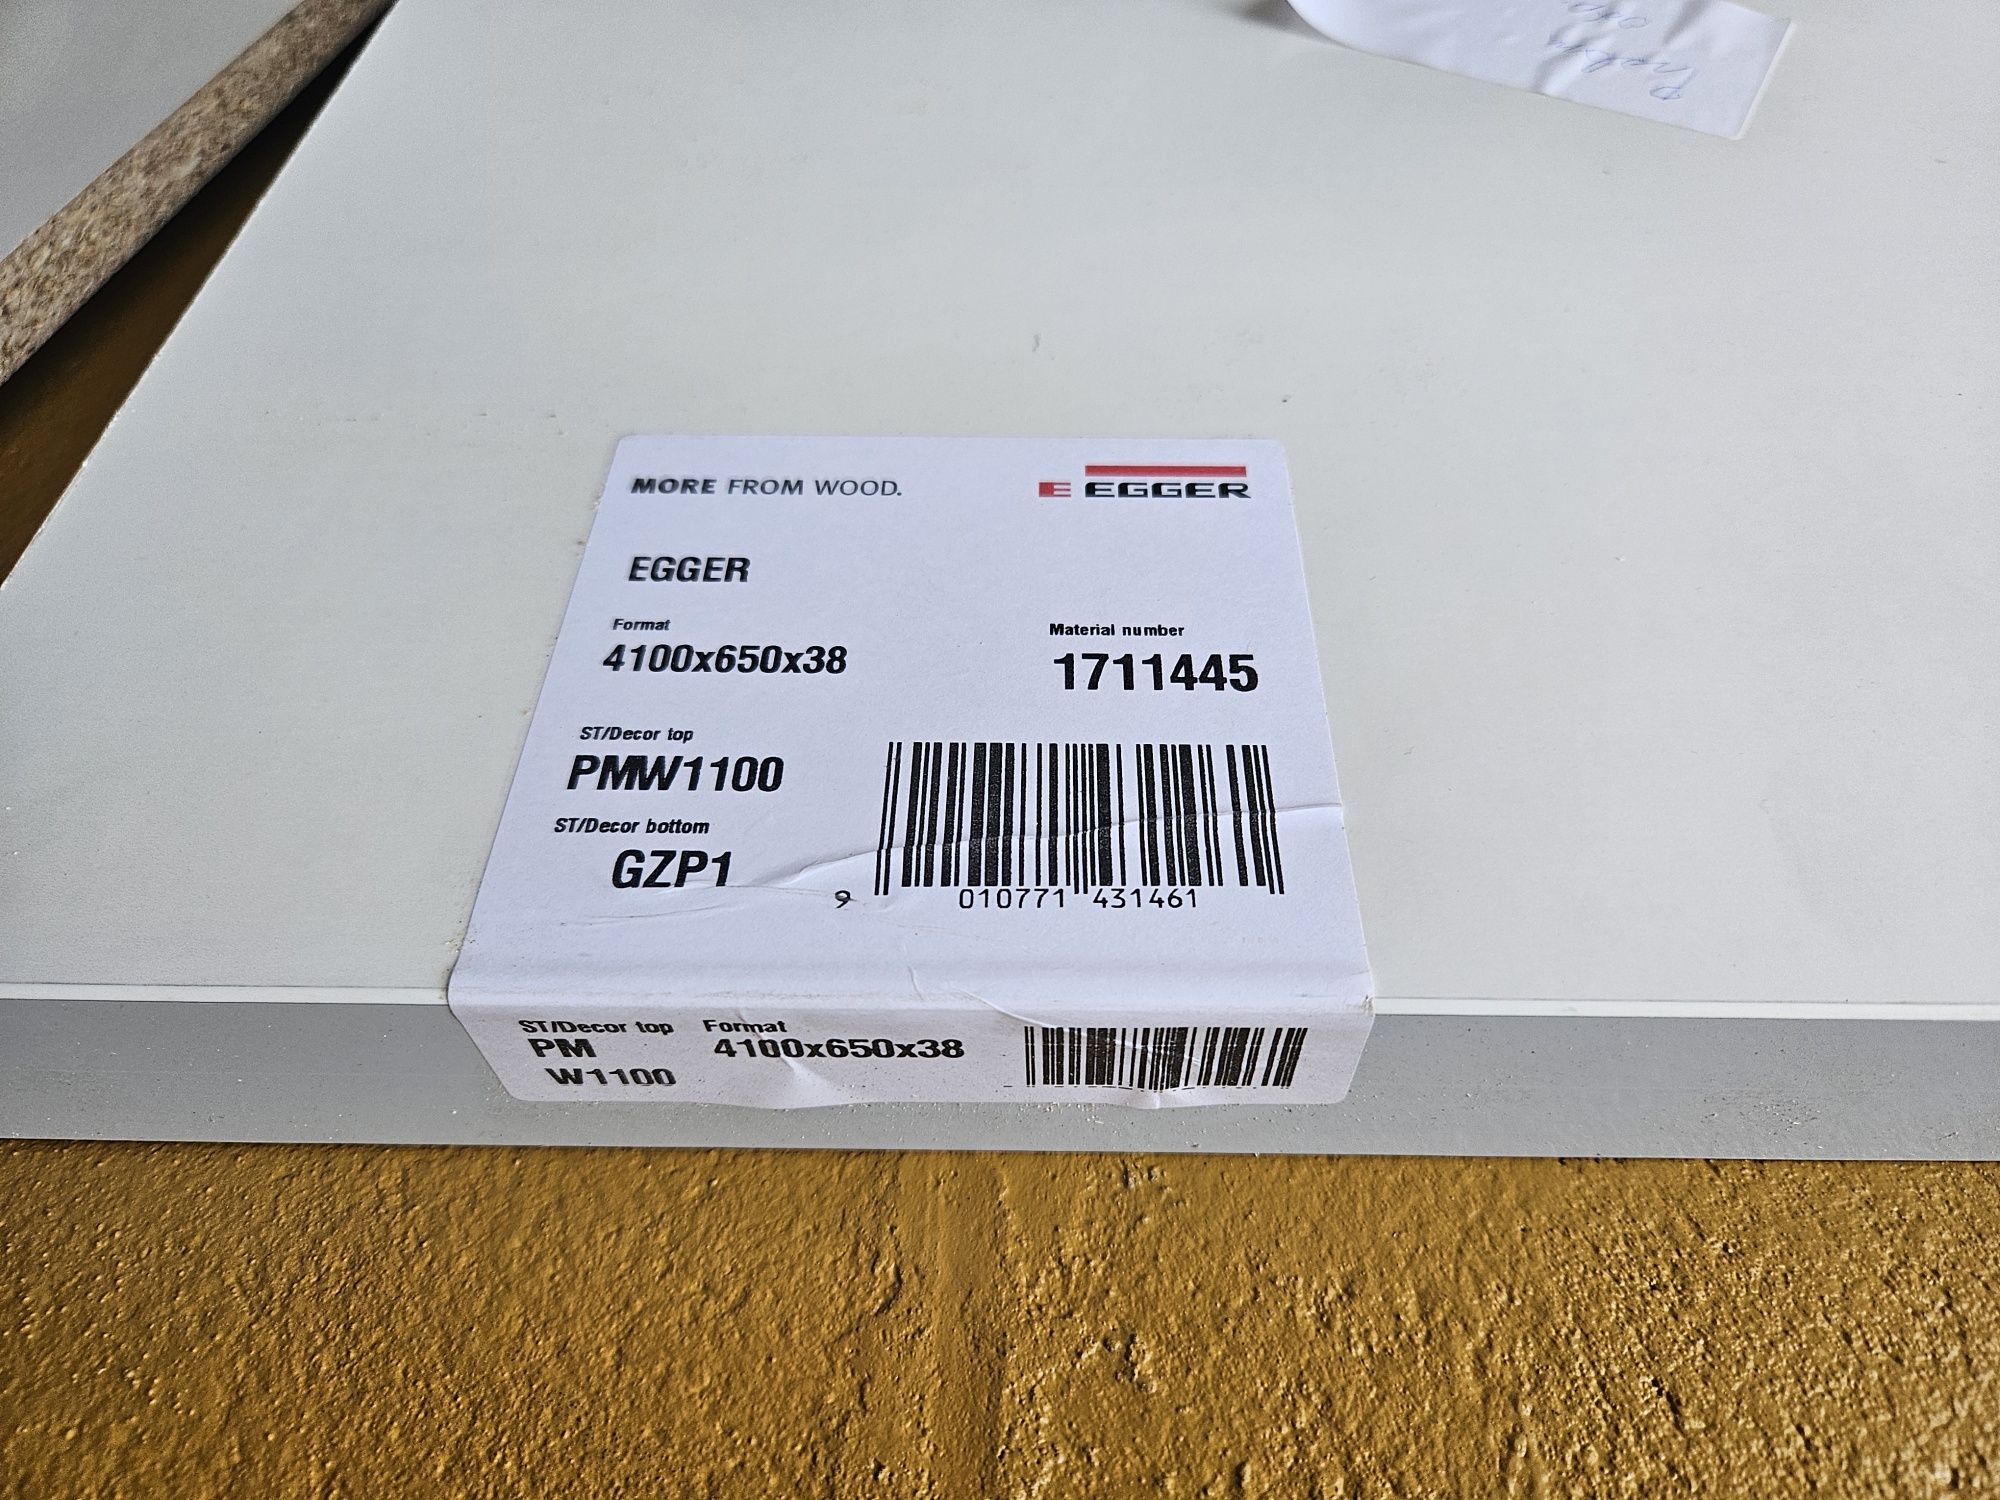 MORE FROM WOOD.
E EGGER
EGGER
Format
4100x650x38
Material number
1711445
ST/Decor top
PMW1100
ST/Decor bottom
GZP1
9 010771 431461
ST/Decor top
PM
W1100
Format
4100x650x38